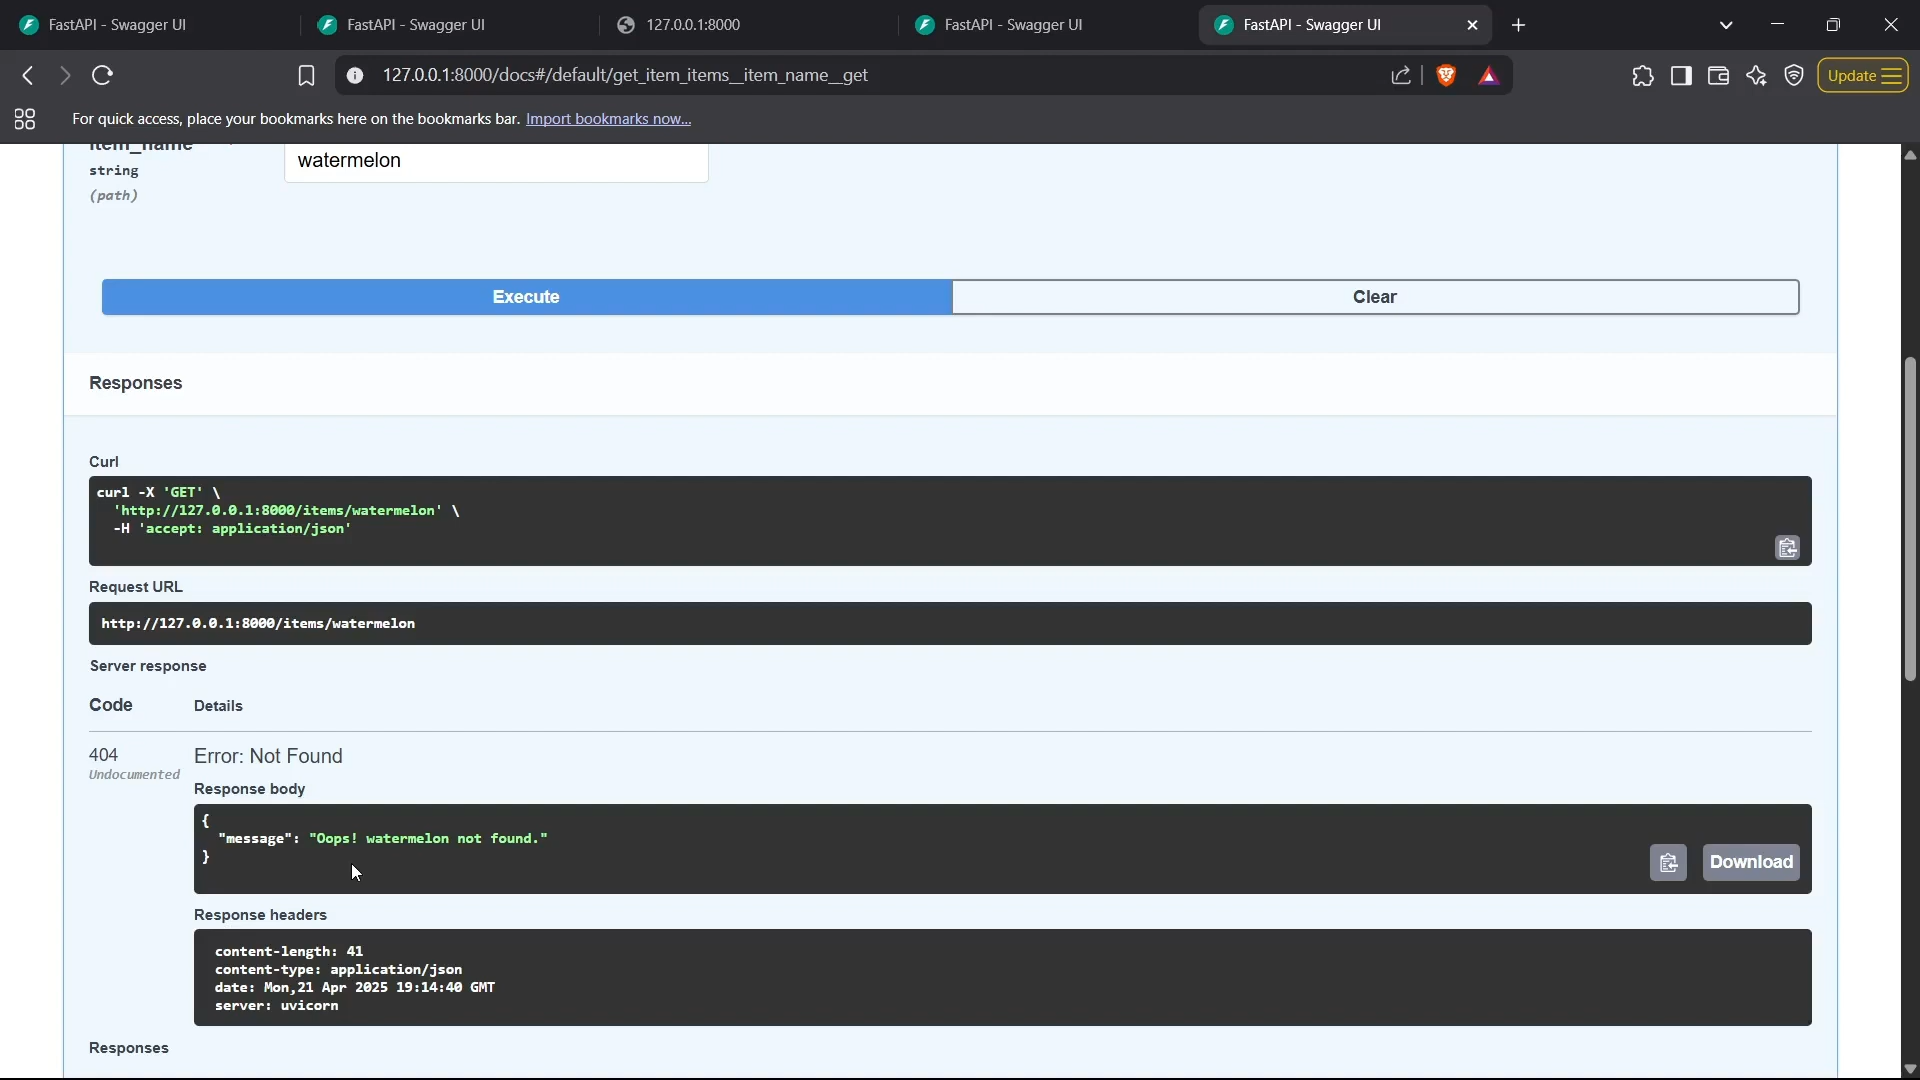 FastAPI - Swagger UI
FastAPI - Swagger UI
127.0.0.1:8000
FastAPI - Swagger UI
FastAPI - Swagger UI
127.0.0.1:8000/docs#/default/get_item_items__item_name__get
Update
For quick access, place your bookmarks here on the bookmarks bar. Import bookmarks now...
item_name
watermelon
string
(path)
Execute
Clear
Responses
Curl
curl -X 'GET' \
'http://127.0.0.1:8000/items/watermelon' \
-H 'accept: application/json'
Request URL
http://127.0.0.1:8000/items/watermelon
Server response
Code Details
404 Error: Not Found
Undocumented
Response body
{
"message": "Oops! watermelon not found."
}
Download
Response headers
content-length: 41
content-type: application/json
date: Mon,21 Apr 2025 19:14:40 GMT
server: uvicorn
Responses